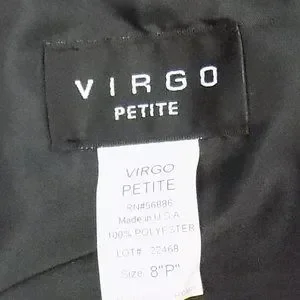 VIRGO
PETITE
VIRGO
PETITE
RN#56886
Made in U.S.A
100% POLYESTER
LOT# 22468
Size: 8"P"